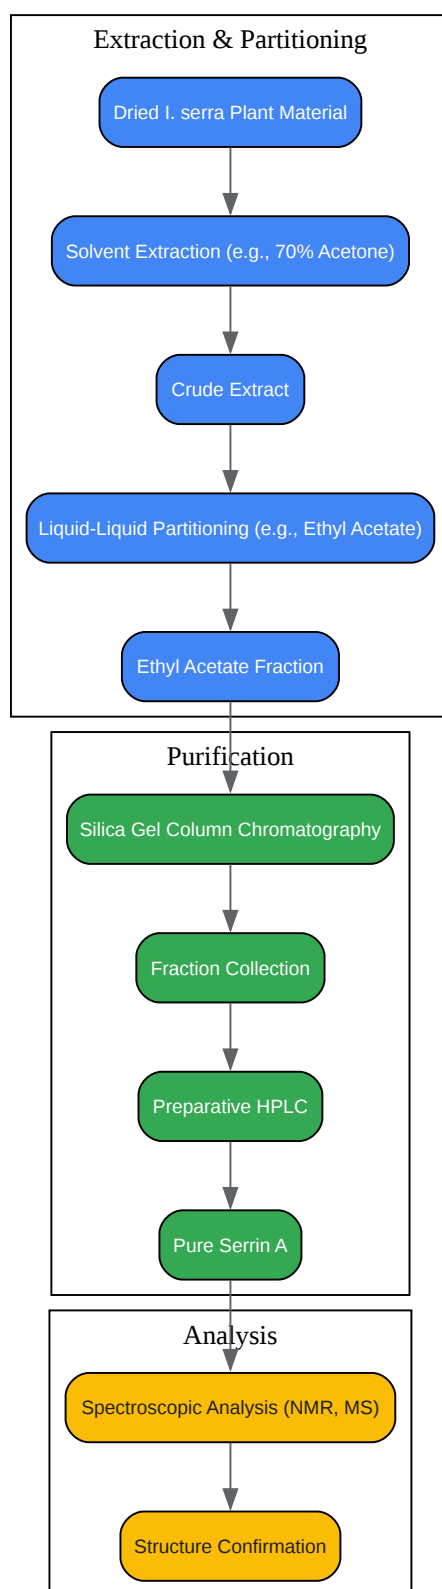 Extraction & Partitioning
Dried I. serra Plant Material
Solvent Extraction (e.g., 70% Acetone)
Crude Extract
Liquid-Liquid Partitioning (e.g., Ethyl Acetate)
Ethyl Acetate Fraction
Purification
Silica Gel Column Chromatography
Fraction Collection
Preparative HPLC
Pure Serrin A
Analysis
Spectroscopic Analysis (NMR, MS)
Structure Confirmation